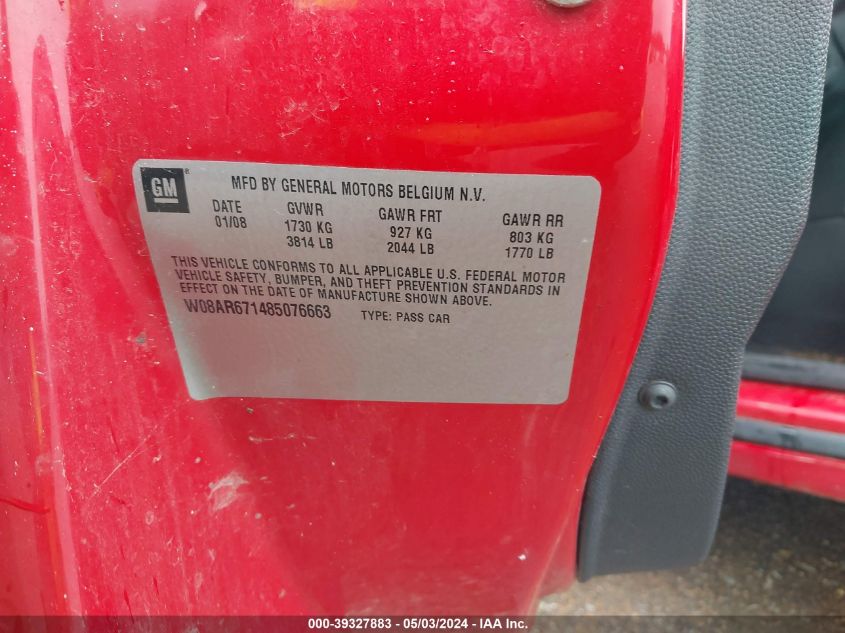 GM ®
MFD BY GENERAL MOTORS BELGIUM N.V.
DATE GVWR GAWR FRT GAWR RR
01/08 1730 KG 927 KG 803 KG
3814 LB 2044 LB 1770 LB
THIS VEHICLE CONFORMS TO ALL APPLICABLE U.S. FEDERAL MOTOR
VEHICLE SAFETY, BUMPER, AND THEFT PREVENTION STANDARDS IN
EFFECT ON THE DATE OF MANUFACTURE SHOWN ABOVE.
W08AR671485076663 TYPE: PASS CAR
000-39327883 - 05/03/2024 - IAA Inc.